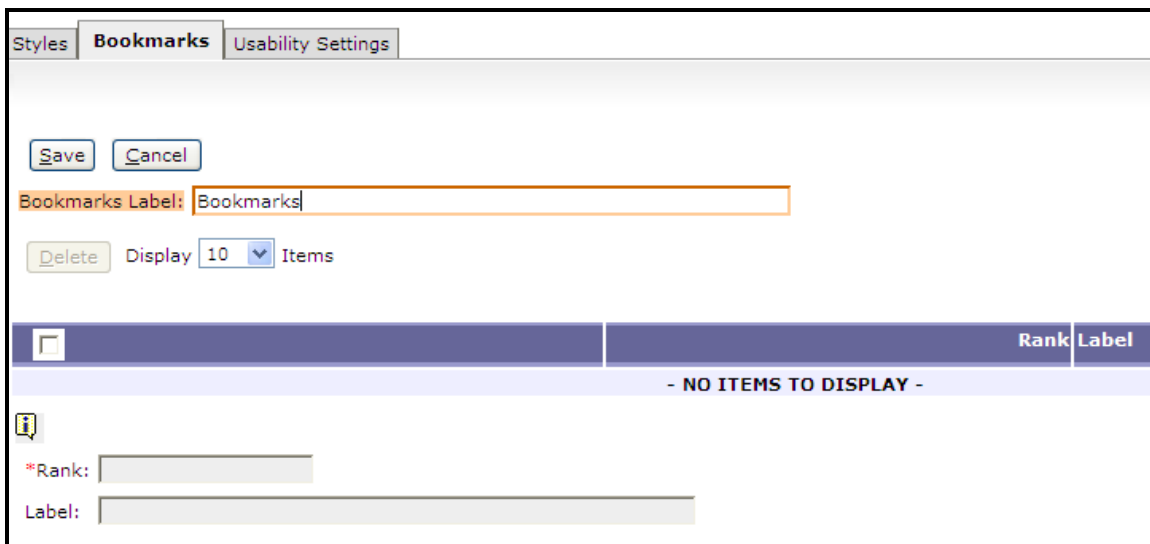 Styles Bookmarks Usability Settings
Save Cancel
Bookmarks Label: Bookmarks
Delete Display 10 Items
Rank Label
- NO ITEMS TO DISPLAY -
*Rank:
Label: